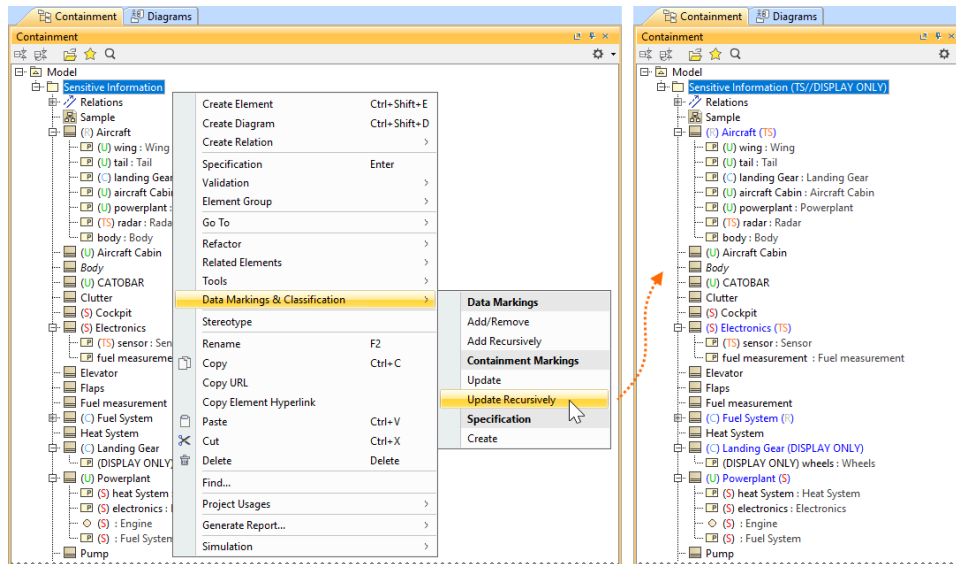 Containment
Diagrams
Containment
Model
Sensitive Information
Relations
Sample
(R) Aircraft
(U) wing : Wing
(U) tail : Tail
(C) landing Gear
(U) aircraft
(U) powerplant :
(TS) radar :
body : Body
(U) Aircraft Cabin
Body
(U) CATOBAR
Clutter
(S) Cockpit
(S) Electronics
(TS) sensor :
fuel
Elevator
Flaps
Fuel measurement
(C) Fuel System
Heat System
(C) Landing Gear
(DISPLAY ONLY)
(U) Powerplant
(S) heat System
(S) electronics :
(S) : Engine
(S) : Fuel System
Pump
Create Element Ctrl+Shift+E
Create Diagram Ctrl+Shift+D
Create Relation
Specification Enter
Validation
Element Group
Go To
Refactor
Related Elements
Tools
Data Markings & Classification
Stereotype
Rename F2
Copy Ctrl+C
Copy URL
Copy Element Hyperlink
Paste Ctrl+V
Cut Ctrl+X
Delete Delete
Find...
Project Usages
Generate Report...
Simulation
Data Markings
Add/Remove
Add Recursively
Containment Markings
Update
Update Recursively
Specification
Create
Containment
Diagrams
Containment
Model
Sensitive Information (TS//DISPLAY ONLY)
Relations
Sample
(R) Aircraft (TS)
(U) wing : Wing
(U) tail : Tail
(C) landing Gear : Landing Gear
(U) aircraft Cabin : Aircraft Cabin
(U) powerplant : Powerplant
(TS) radar : Radar
body : Body
(U) Aircraft Cabin
Body
(U) CATOBAR
Clutter
(S) Cockpit
(S) Electronics (TS)
(TS) sensor : Sensor
fuel measurement : Fuel measurement
Elevator
Flaps
Fuel measurement
(C) Fuel System (R)
Heat System
(C) Landing Gear (DISPLAY ONLY)
(DISPLAY ONLY) wheels : Wheels
(U) Powerplant (S)
(S) heat System : Heat System
(S) electronics : Electronics
(S) : Engine
(S) : Fuel System
Pump